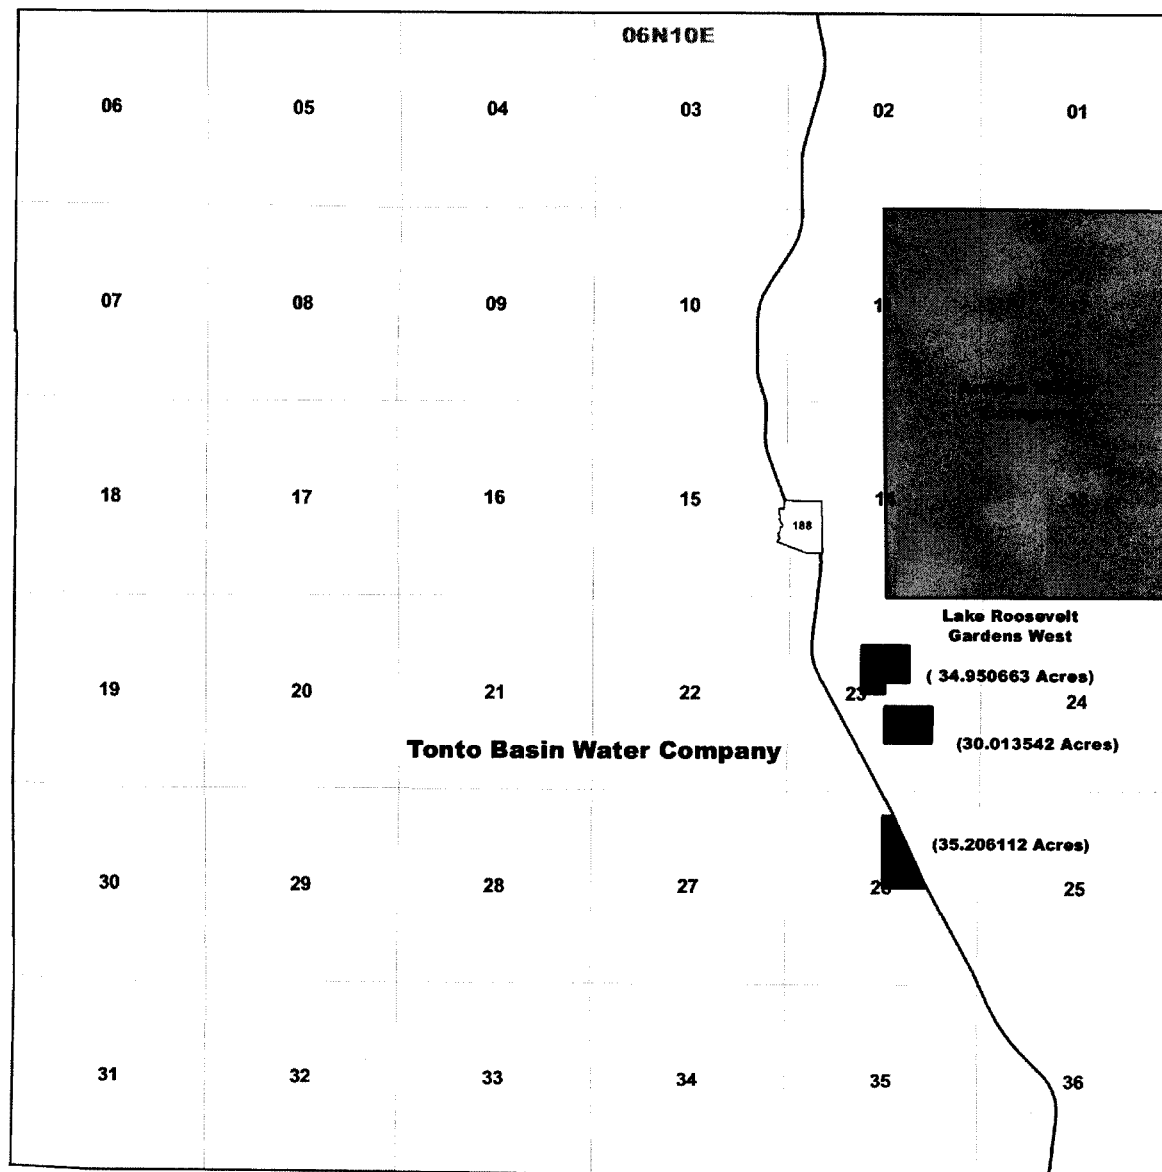 06N10E
06 05 04 03 02 01
07 08 09 10
18 17 16 15
188
Lake Roosevelt
Gardens West
( 34.950663 Acres)
19 20 21 22 23 24
Tonto Basin Water Company
(30.013542 Acres)
(35.206112 Acres)
30 29 28 27 25
31 32 33 34 35 36